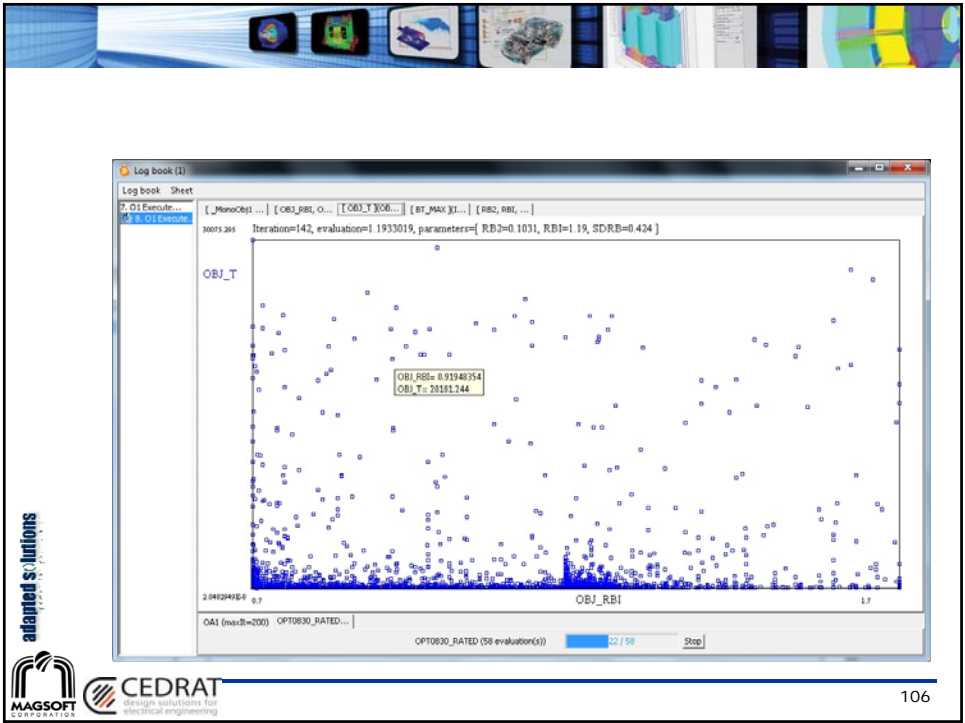 Log book (1)
Log book Sheet
7. O1 Execute...
8. O1 Execute.
[ _MonoObj1 ... ] [ OBJ_RBI, O... [ OBJ_T ](OB... [ BT_MAX ](I... [ RB2, RBI, ... ]
30073.295 Iteration=142, evaluation=1.1933019, parameters=[ RB2=0.1031, RBI=1.19, SDRB=0.424 ]
OBJ_T
OBJ_RBI= 0.91948354
OBJ_T= 20181.244
0.7 OBJ_RBI 1.7
OA1 (maxIt=200) OPT0830_RATED...
OPT0830_RATED (58 evaluation(s)) 22 / 58 Stop
adapted solutions
MAGSOFT
CORPORATION
CEDRAT
design solutions for
electrical engineering
106